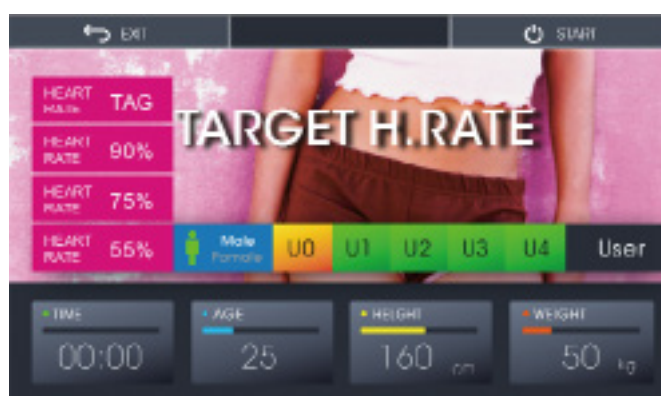 EXIT
START
HEART RATE TAG
TARGET H.RATE
HEART RATE 90%
HEART RATE 75%
HEART RATE 55%
Male
Female
U0 U1 U2 U3 U4 User
TIME
00:00
AGE
25
HEIGHT
160 cm
WEIGHT
50 kg